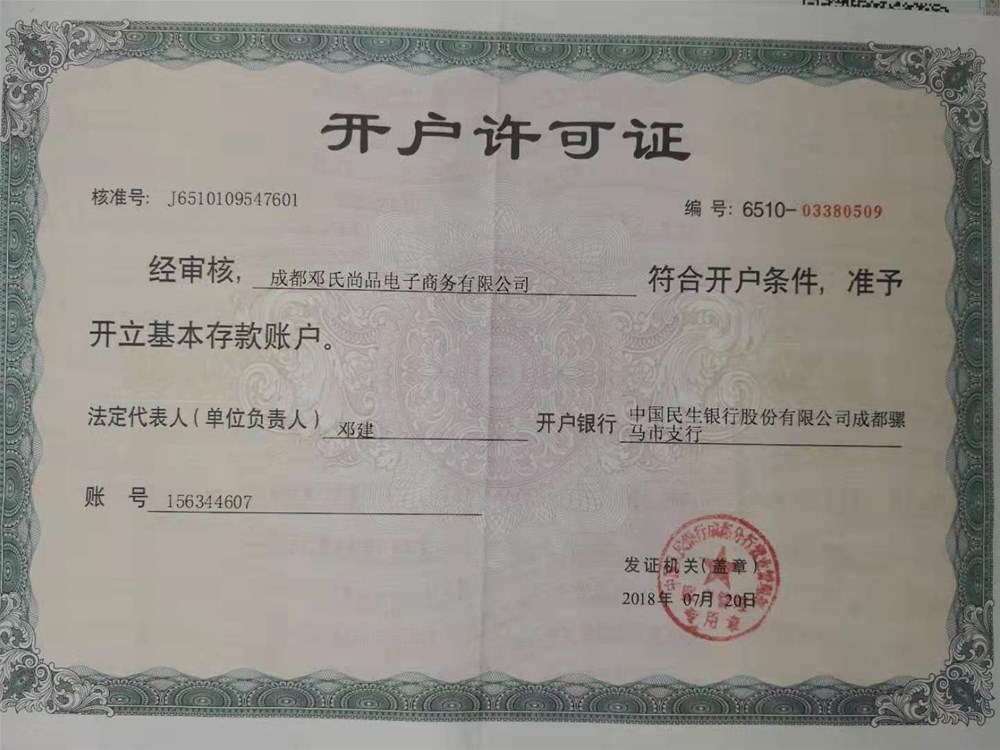 开户许可证
核准号: J6510109547601
编 号: 6510-03380509
经审核, 成都邓氏尚品电子商务有限公司 符合开户条件, 准予
开立基本存款账户。
法定代表人(单位负责人) 邓建 开户银行 中国民生银行股份有限公司成都骡
马市支行
账 号 156344607
发证机关(盖章)
2018年 07月 20日